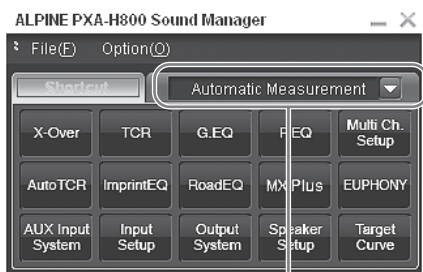 ALPINE PXA-H800 Sound Manager
File(F) Option(O)
Shortcut Automatic Measurement
X-Over TCR G.EQ P.EQ Multi Ch. Setup
AutoTCR ImprintEQ RoadEQ MX Plus EUPHONY
AUX Input System Input Setup Output System Speaker Setup Target Curve